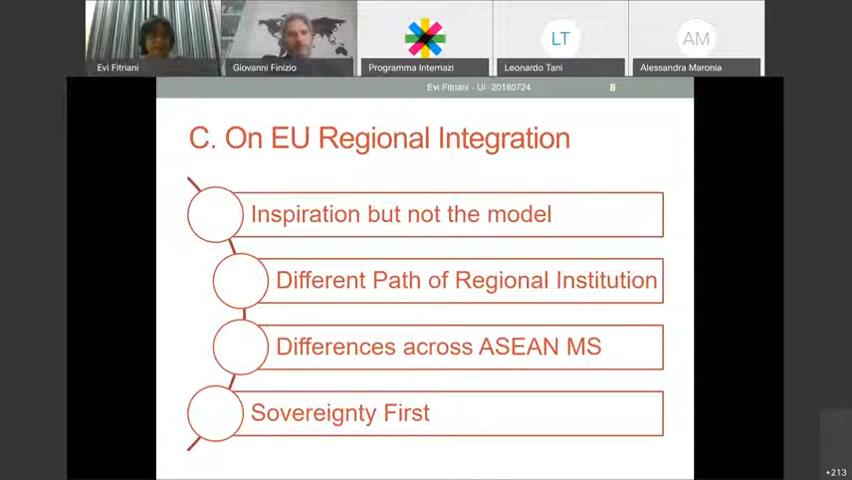 LT
AM
Evi Fitriani
Giovanni Finizio
Programma Internazi
Leonardo Tani
Alessandra Maronia
Evi Fitriani - UI- 20180724
8
C. On EU Regional Integration
Inspiration but not the model
Different Path of Regional Institution
Differences across ASEAN MS
Sovereignty First
+213